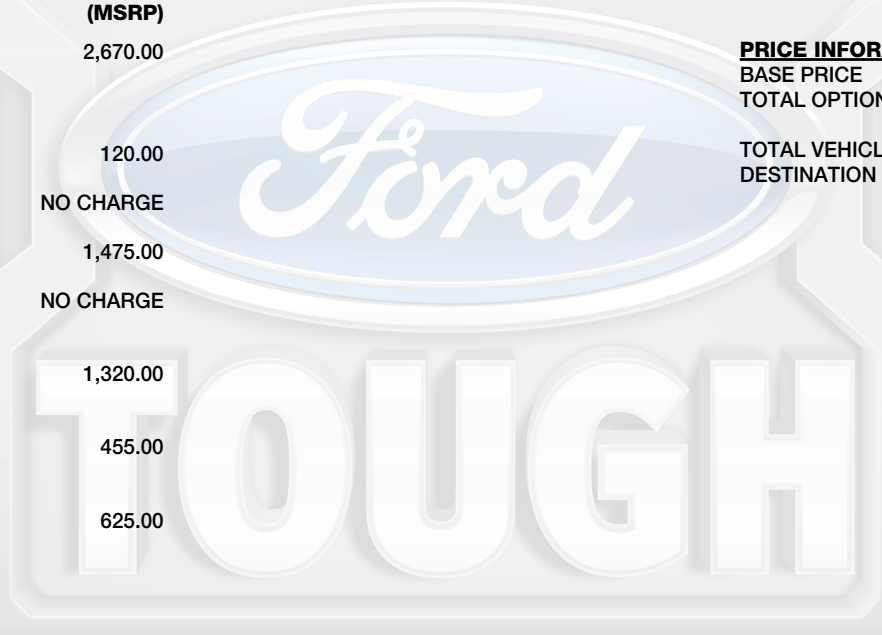 (MSRP)
2,670.00
PRICE INFOR
BASE PRICE
TOTAL OPTION
120.00
TOTAL VEHICL
DESTINATION
NO CHARGE
1,475.00
NO CHARGE
1,320.00
455.00
625.00
Ford
TOUGH